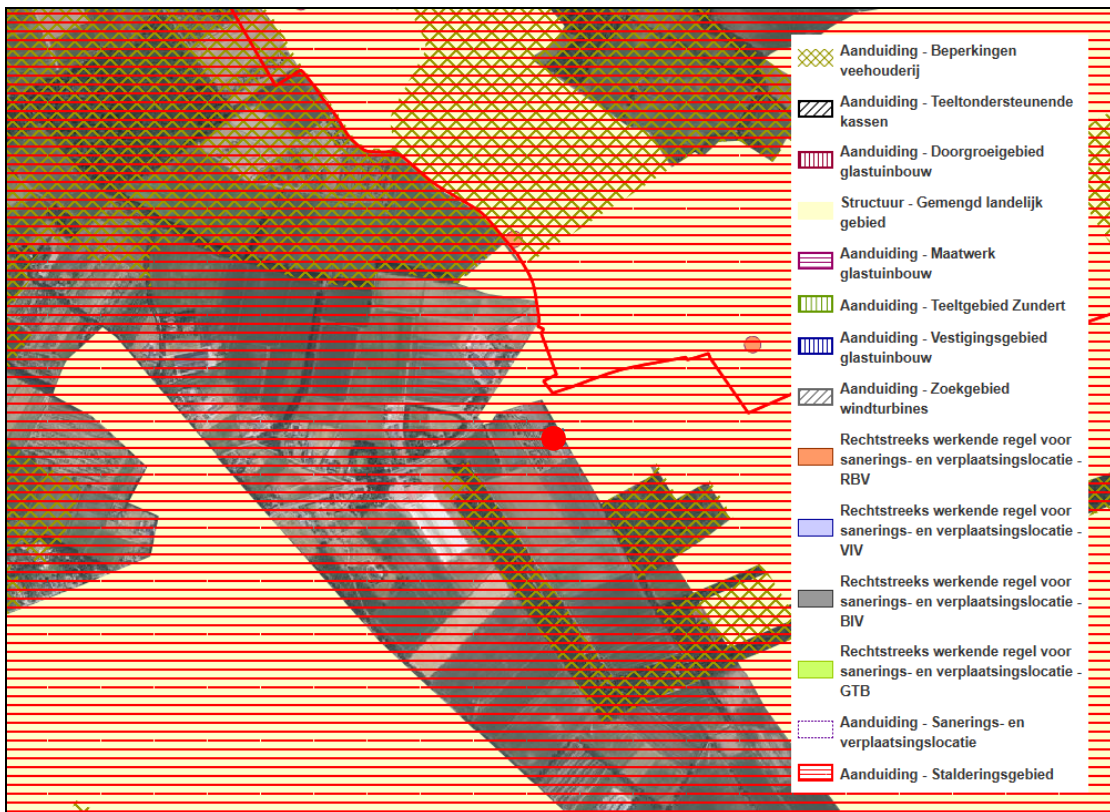 Aanduiding - Beperkingen
veehouderij
Aanduiding - Teeltondersteunende
kassen
Aanduiding - Doorgroeigebied
glastuinbouw
Structuur - Gemengd landelijk
gebied
Aanduiding - Maatwerk
glastuinbouw
Aanduiding - Teeltgebied Zundert
Aanduiding - Vestigingsgebied
glastuinbouw
Aanduiding - Zoekgebied
windturbines
Rechtstreeks werkende regel voor
sanerings- en verplaatsingslocatie -
RBV
Rechtstreeks werkende regel voor
sanerings- en verplaatsingslocatie -
VIV
Rechtstreeks werkende regel voor
sanerings- en verplaatsingslocatie -
BIV
Rechtstreeks werkende regel voor
sanerings- en verplaatsingslocatie -
GTB
Aanduiding - Sanerings- en
verplaatsingslocatie
Aanduiding - Stalderingsgebied